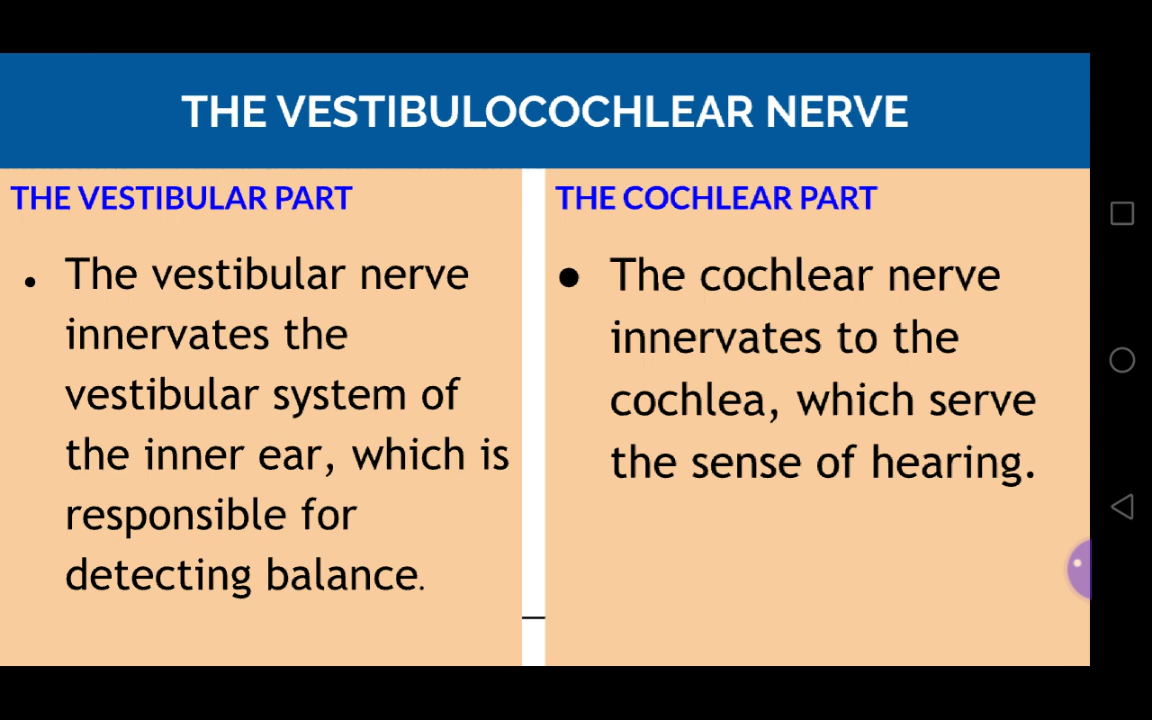 THE VESTIBULOCOCHLEAR NERVE
THE VESTIBULAR PART
• The vestibular nerve
innervates the
vestibular system of
the inner ear, which is
responsible for
detecting balance.
THE COCHLEAR PART
• The cochlear nerve
innervates to the
cochlea, which serve
the sense of hearing.